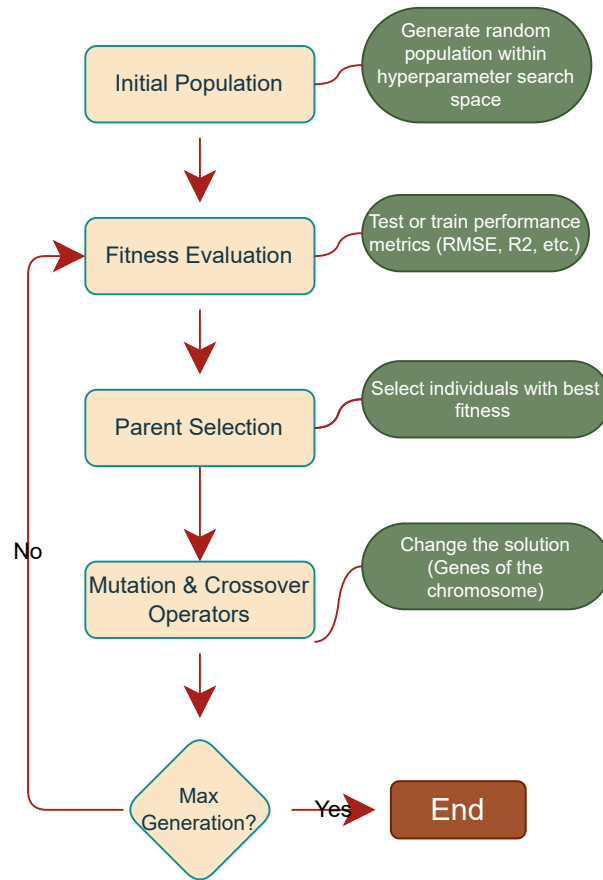 Initial Population
Generate random
population within
hyperparameter search
space
Fitness Evaluation
Test or train performance
metrics (RMSE, R2, etc.)
Parent Selection
Select individuals with best
fitness
Mutation & Crossover
Operators
Change the solution
(Genes of the
chromosome)
No
Max
Generation?
Yes
End